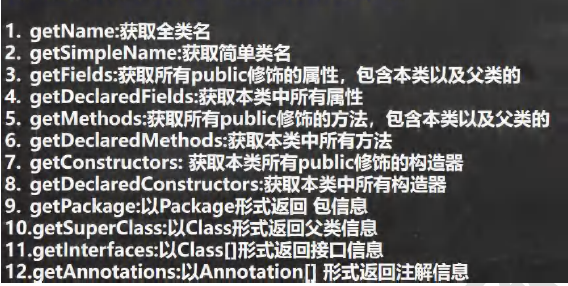 1. getName:获取全类名
2. getSimpleName:获取简单类名
3. getFields:获取所有public修饰的属性，包含本类以及父类的
4. getDeclaredFields:获取本类中所有属性
5. getMethods:获取所有public修饰的方法，包含本类以及父类的
6. getDeclaredMethods:获取本类中所有方法
7. getConstructors: 获取本类所有public修饰的构造器
8. getDeclaredConstructors:获取本类中所有构造器
9. getPackage:以Package形式返回 包信息
10.getSuperClass:以Class形式返回父类信息
11.getInterfaces:以Class[]形式返回接口信息
12.getAnnotations:以Annotation[] 形式返回注解信息